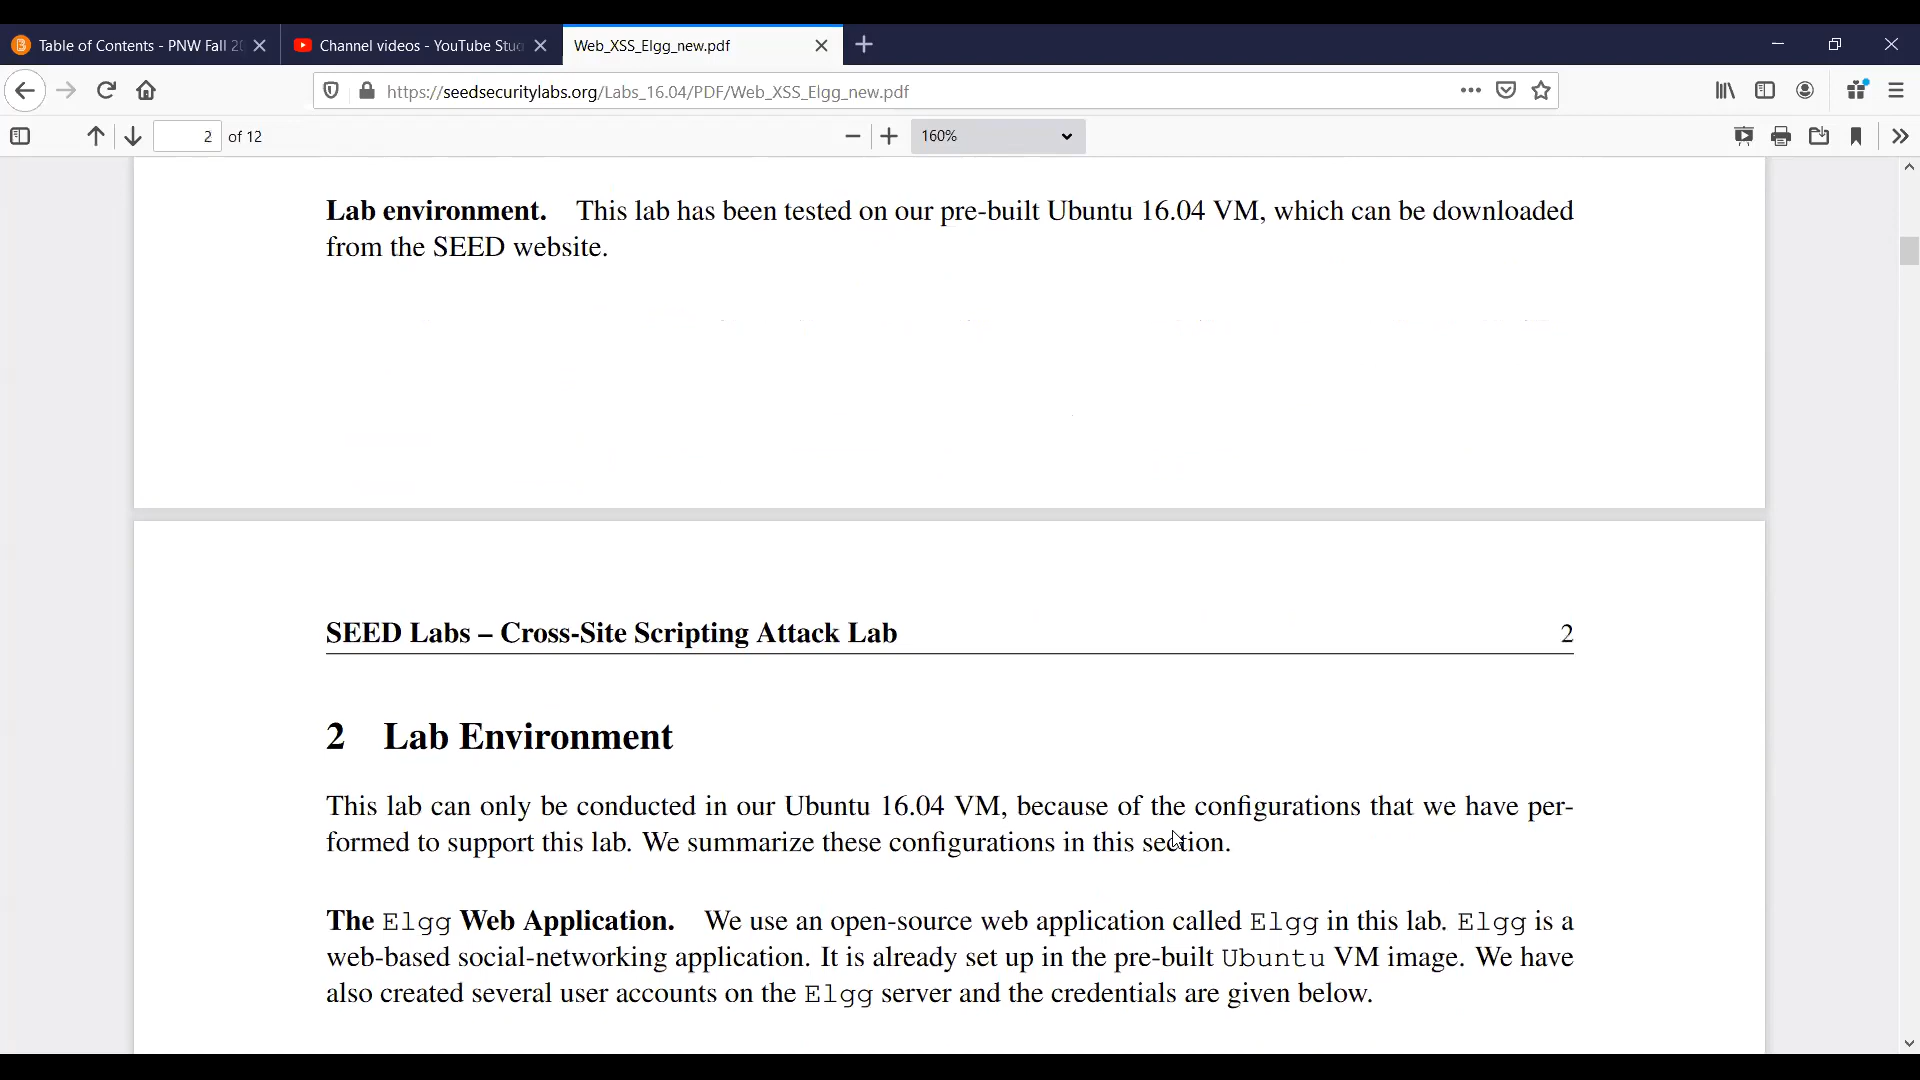 Table of Contents - PNW Fall 20
Channel videos - YouTube Stu
Web_XSS_Elgg_new.pdf
https://seedsecuritylabs.org/Labs_16.04/PDF/Web_XSS_Elgg_new.pdf
2 of 12
160%
Lab environment. This lab has been tested on our pre-built Ubuntu 16.04 VM, which can be downloaded
from the SEED website.
SEED Labs – Cross-Site Scripting Attack Lab 2
2 Lab Environment
This lab can only be conducted in our Ubuntu 16.04 VM, because of the configurations that we have per-
formed to support this lab. We summarize these configurations in this section.
The Elgg Web Application. We use an open-source web application called Elgg in this lab. Elgg is a
web-based social-networking application. It is already set up in the pre-built Ubuntu VM image. We have
also created several user accounts on the Elgg server and the credentials are given below.